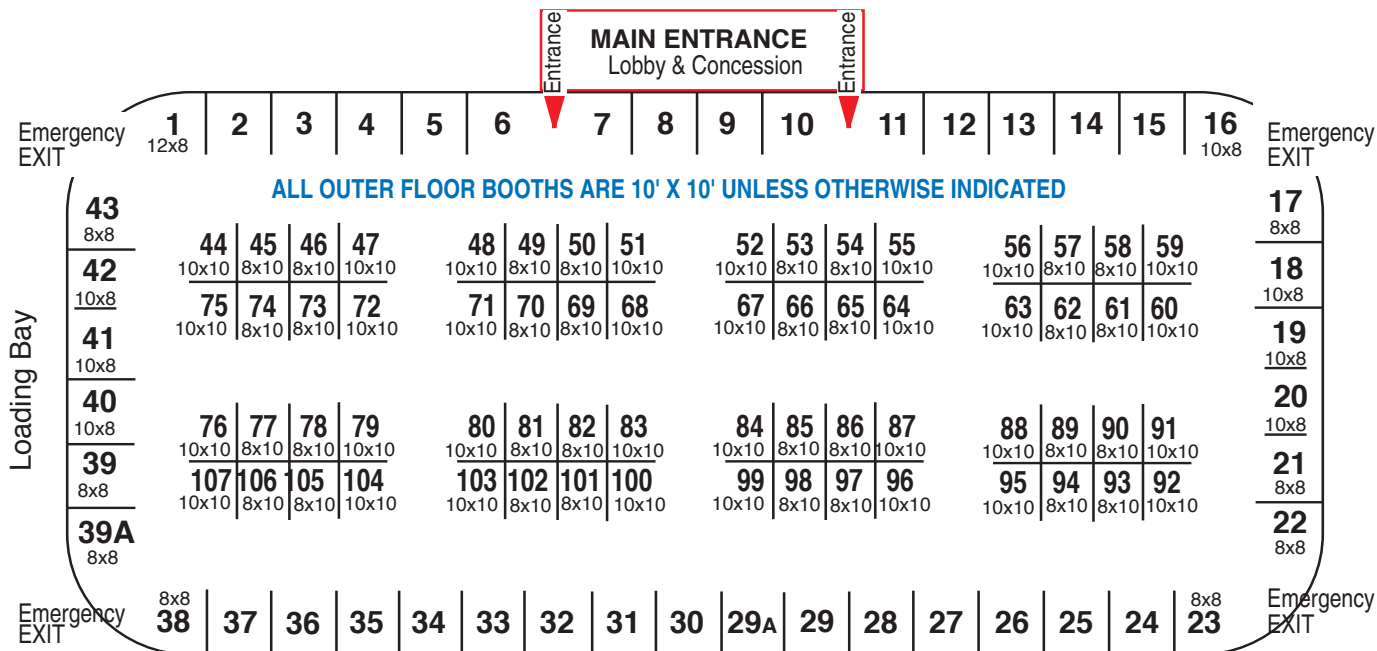 MAIN ENTRANCE
Lobby & Concession
Entrance
Entrance
1 2 3 4 5 6 7 8 9 10 11 12 13 14 15 16
12x8 10x8
Emergency
EXIT
Emergency
EXIT
ALL OUTER FLOOR BOOTHS ARE 10' X 10' UNLESS OTHERWISE INDICATED
43
8x8
42
10x8
41
10x8
40
10x8
39
8x8
39A
8x8
Loading Bay
44 45 46 47
10x10 8x10 8x10 10x10
75 74 73 72
10x10 8x10 8x10 10x10
48 49 50 51
10x10 8x10 8x10 10x10
71 70 69 68
10x10 8x10 8x10 10x10
52 53 54 55
10x10 8x10 8x10 10x10
67 66 65 64
10x10 8x10 8x10 10x10
56 57 58 59
10x10 8x10 8x10 10x10
63 62 61 60
10x10 8x10 8x10 10x10
76 77 78 79
10x10 8x10 8x10 10x10
107 106 105 104
10x10 8x10 8x10 10x10
80 81 82 83
10x10 8x10 8x10 10x10
103 102 101 100
10x10 8x10 8x10 10x10
84 85 86 87
10x10 8x10 8x10 10x10
99 98 97 96
10x10 8x10 8x10 10x10
88 89 90 91
10x10 8x10 8x10 10x10
95 94 93 92
10x10 8x10 8x10 10x10
17
8x8
18
10x8
19
10x8
20
10x8
21
8x8
22
8x8
Emergency
EXIT
8x8 8x8
38 37 36 35 34 33 32 31 30 29A 29 28 27 26 25 24 23
Emergency
EXIT